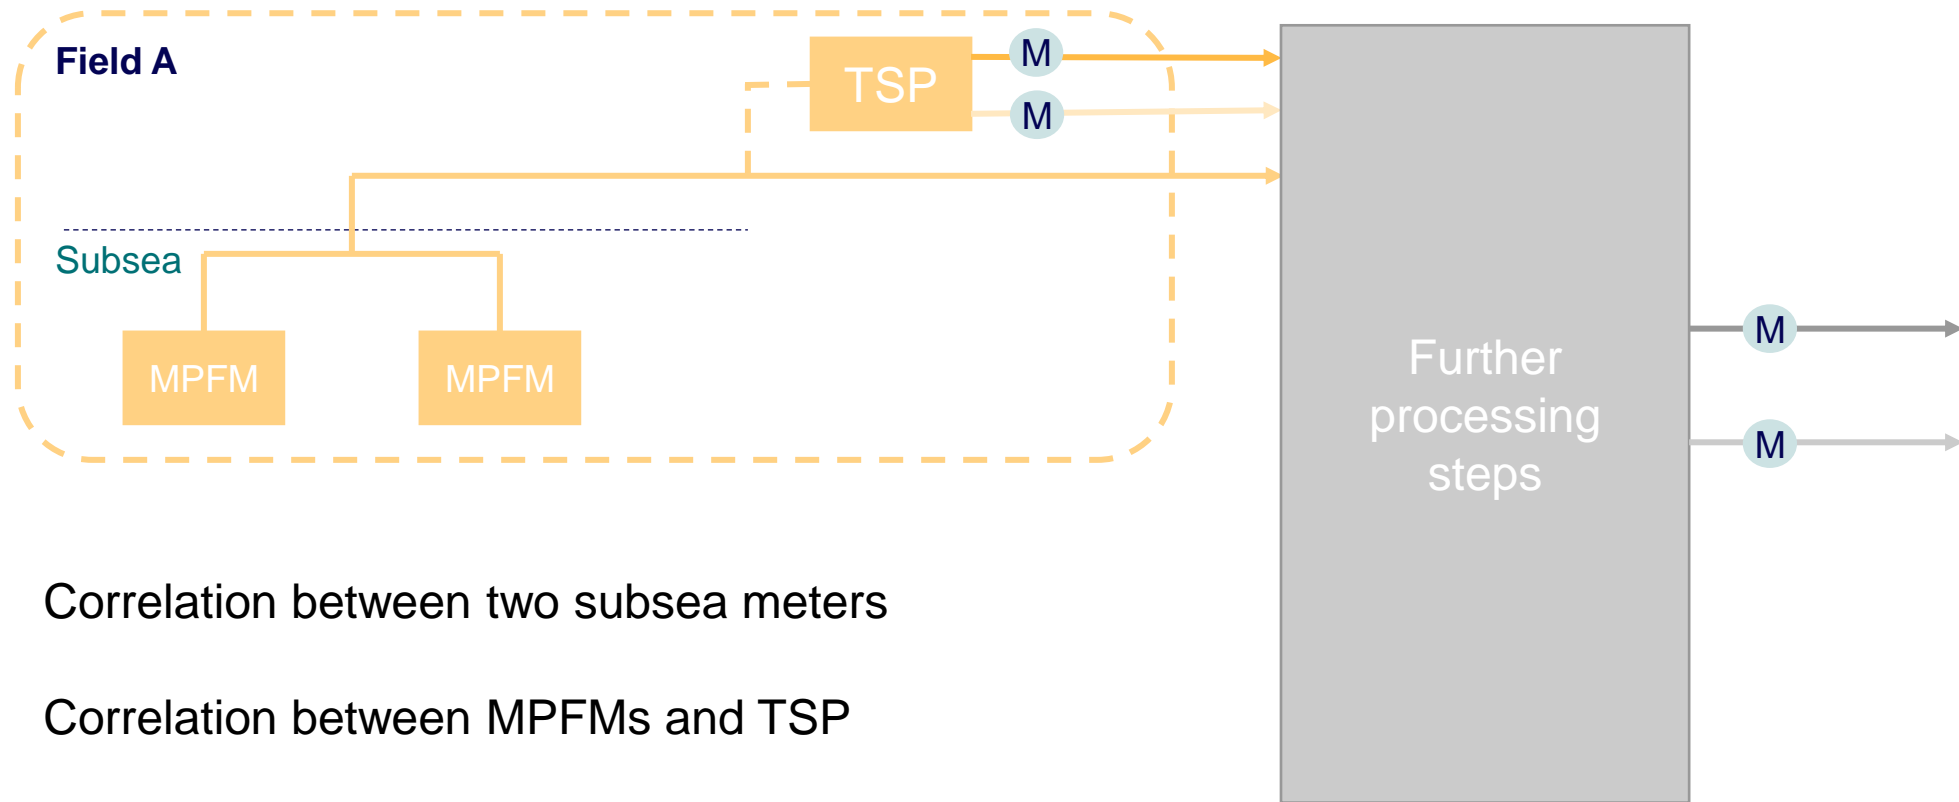 Field A
TSP
M
M
Subsea
MPFM
MPFM
Further
processing
steps
M
M
Correlation between two subsea meters
Correlation between MPFMs and TSP